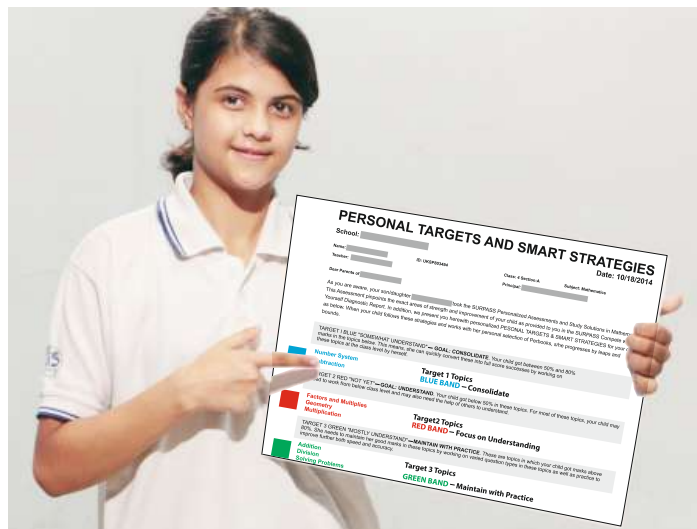 PERSONAL TARGETS AND SMART STRATEGIES
School:
Date: 10/18/2014
Name:
Teacher:
ID: UKSPS03404
Class: 4 Section-A
Subject: Mathematics
Principal:
Dear Parents of
As you are aware, your son/daughter took the SURPASS Personalized Assessments and Study Solutions in Mathem
This Assessment pinpoints the exact areas of strength and improvement of your child as provided to you in the SURPASS Compute
Yourself Diagnostic Report. In addition, we present you herewith personalized PESONAL TARGETS & SMART STRATEGIES for your
as below. When your child follows these strategies and works with her personal selection of Porbooks, s/he progresses by leaps and
bounds.
TARGET 1 BLUE "SOMEWHAT UNDERSTAND" — GOAL: CONSOLIDATE. Your child got between 50% and 80%
marks in the topics below. This means, she can quickly convert these into full score successes by working on
these topics at the class level by herself.
Number System
btraction
Target 1 Topics
BLUE BAND – Consolidate
RGET 2 RED "NOT YET"—GOAL: UNDERSTAND. Your child got below 50% in these topics. For most of these topics, your child may
ed to work from below class level and may also need the help of others to understand.
Factors and Multiplies
Geometry
Multiplication
Target2 Topics
RED BAND – Focus on Understanding
TARGET 3 GREEN "MOSTLY UNDERSTAND"—MAINTAIN WITH PRACTICE. These are topics in which your child got marks above
80%. She needs to maintain her good marks in these topics by working on varied question types in these topics as well as practice to
improve further both speed and accuracy.
Addition
Division
Solving Problems
Target 3 Topics
GREEN BAND – Maintain with Practice